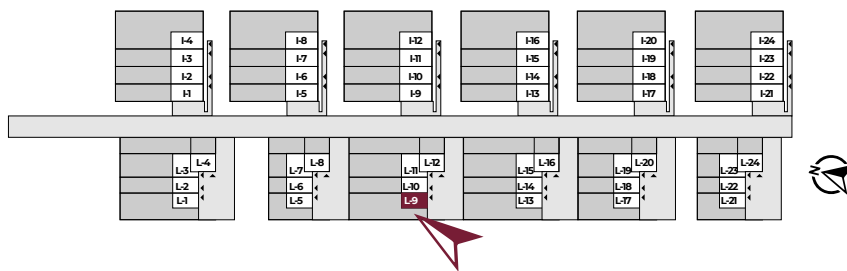 I-4 I-8 I-12 I-16 I-20 I-24
I-3 I-7 I-11 I-15 I-19 I-23
I-2 I-6 I-10 I-14 I-18 I-22
I-1 I-5 I-9 I-13 I-17 I-21
L-4 L-8 L-12 L-16 L-20 L-24
L-3 L-7 L-11 L-15 L-19 L-23
L-2 L-6 L-10 L-14 L-18 L-22
L-1 L-5 L-9 L-13 L-17 L-21
N